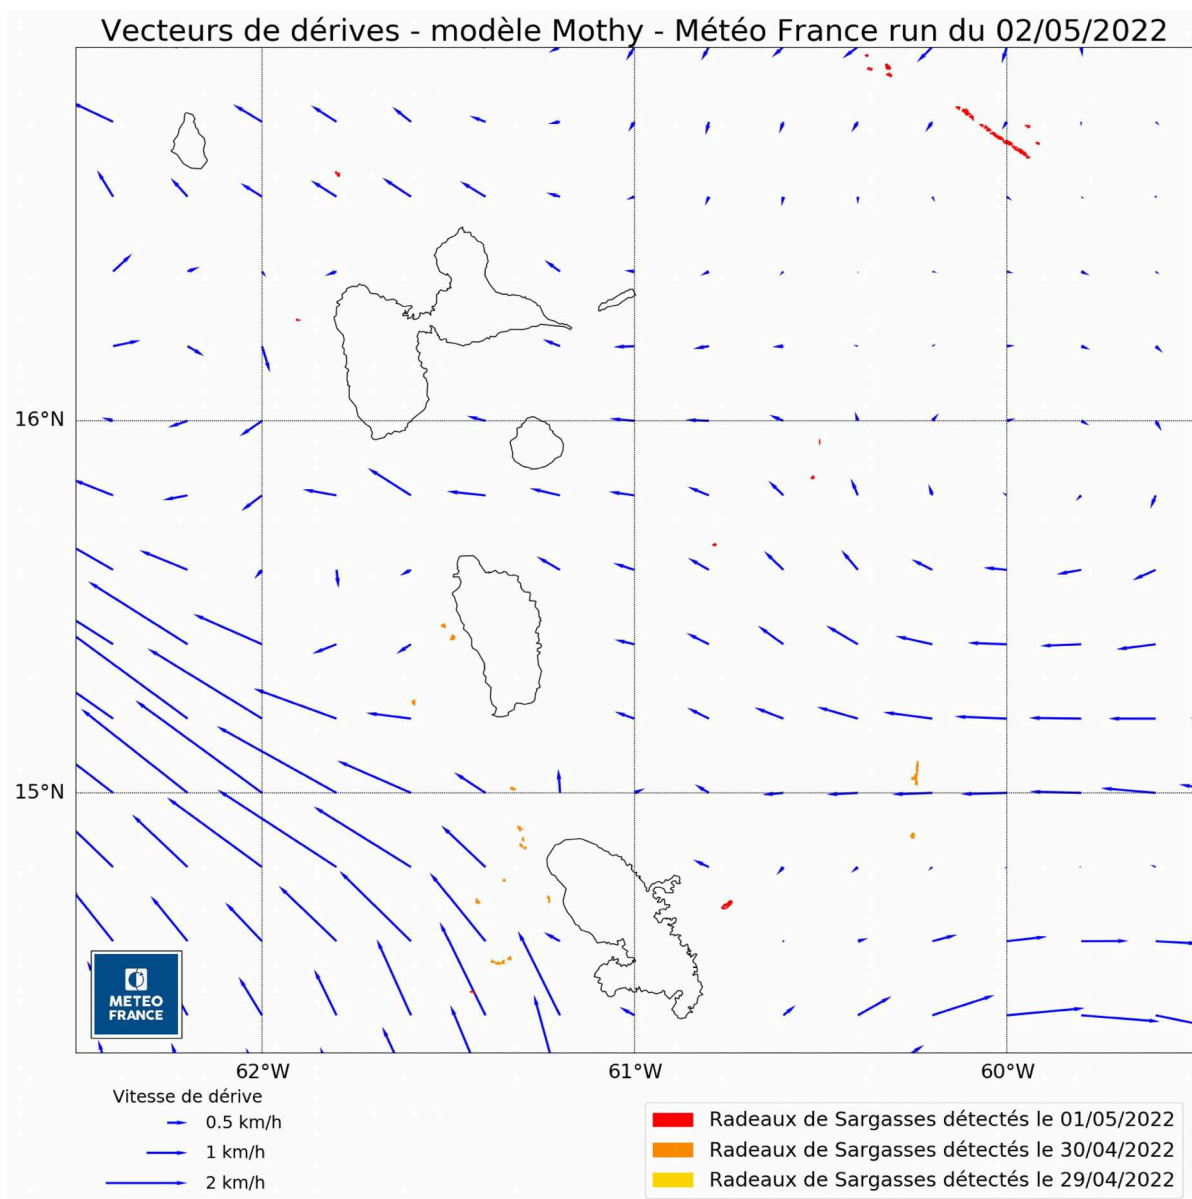 Vecteurs de dérives - modèle Mothy - Météo France run du 02/05/2022
16°N
15°N
METEO
FRANCE
62°W
61°W
60°W
Vitesse de dérive
0.5 km/h
1 km/h
2 km/h
Radeaux de Sargasses détectés le 01/05/2022
Radeaux de Sargasses détectés le 30/04/2022
Radeaux de Sargasses détectés le 29/04/2022